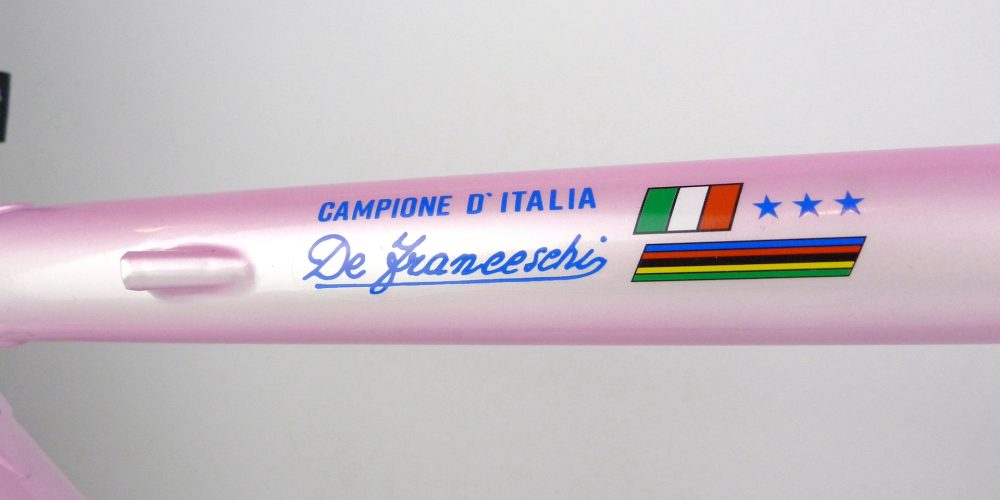 CAMPIONE D`ITALIA
De Franceschi